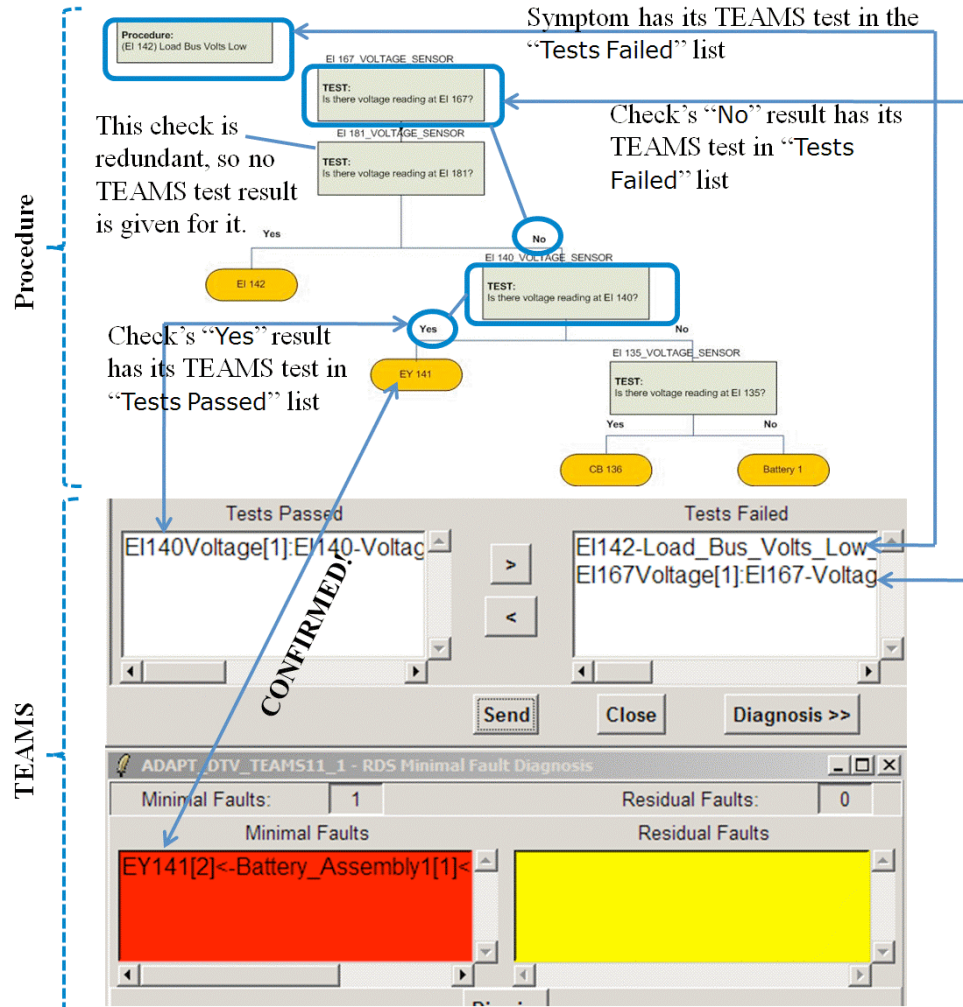 Procedure:
(EI 142) Load Bus Volts Low
Symptom has its TEAMS test in the
“Tests Failed” list
EI 167_VOLTAGE_SENSOR
TEST:
Is there voltage reading at EI 167?
Check’s “No” result has its
TEAMS test in “Tests
Failed” list
This check is
redundant, so no
TEAMS test result
is given for it.
EI 181_VOLTAGE_SENSOR
TEST:
Is there voltage reading at EI 181?
Yes
No
EI 142
EI 140_VOLTAGE_SENSOR
TEST:
Is there voltage reading at EI 140?
Procedure
Check’s “Yes” result
has its TEAMS test in
“Tests Passed” list
Yes
No
EY 141
EI 135_VOLTAGE_SENSOR
TEST:
Is there voltage reading at EI 135?
Yes
No
CB 136
Battery 1
TEAMS
Tests Passed
EI140Voltage[1]:EI140-Voltag
>
<
Tests Failed
EI142-Load_Bus_Volts_Low_
EI167Voltage[1]:EI167-Voltag
CONFIRMED!
Send
Close
Diagnosis >>
ADAPT_DTV_TEAMS11_1 - RDS Minimal Fault Diagnosis
Minimal Faults: 1
Residual Faults: 0
Minimal Faults
Residual Faults
EY141[2]<-Battery_Assembly1[1]<